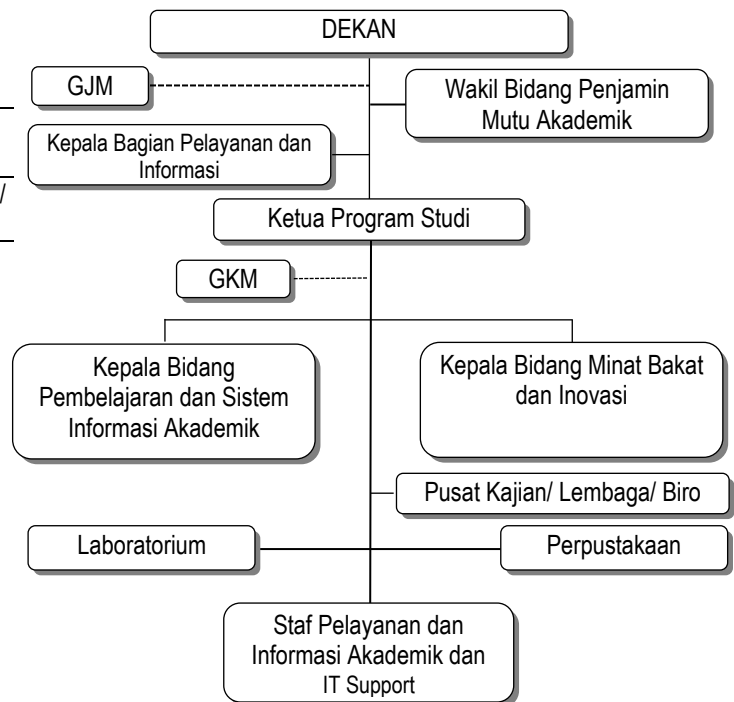 DEKAN
GJM
Wakil Bidang Penjamin
Mutu Akademik
Kepala Bagian Pelayanan dan
Informasi
/
Ketua Program Studi
GKM
Kepala Bidang
Pembelajaran dan Sistem
Informasi Akademik
Kepala Bidang Minat Bakat
dan Inovasi
Pusat Kajian/ Lembaga/ Biro
Laboratorium
Perpustakaan
Staf Pelayanan dan
Informasi Akademik dan
IT Support